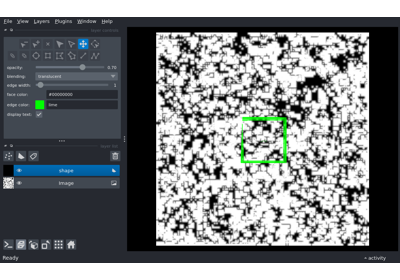 File View Layers Plugins Window Help
layer controls
opacity: 0.70
blending: translucent
edge width: 1
face color: #00000000
edge color: lime
display text: ✓
layer list
shape
image
Ready
activity